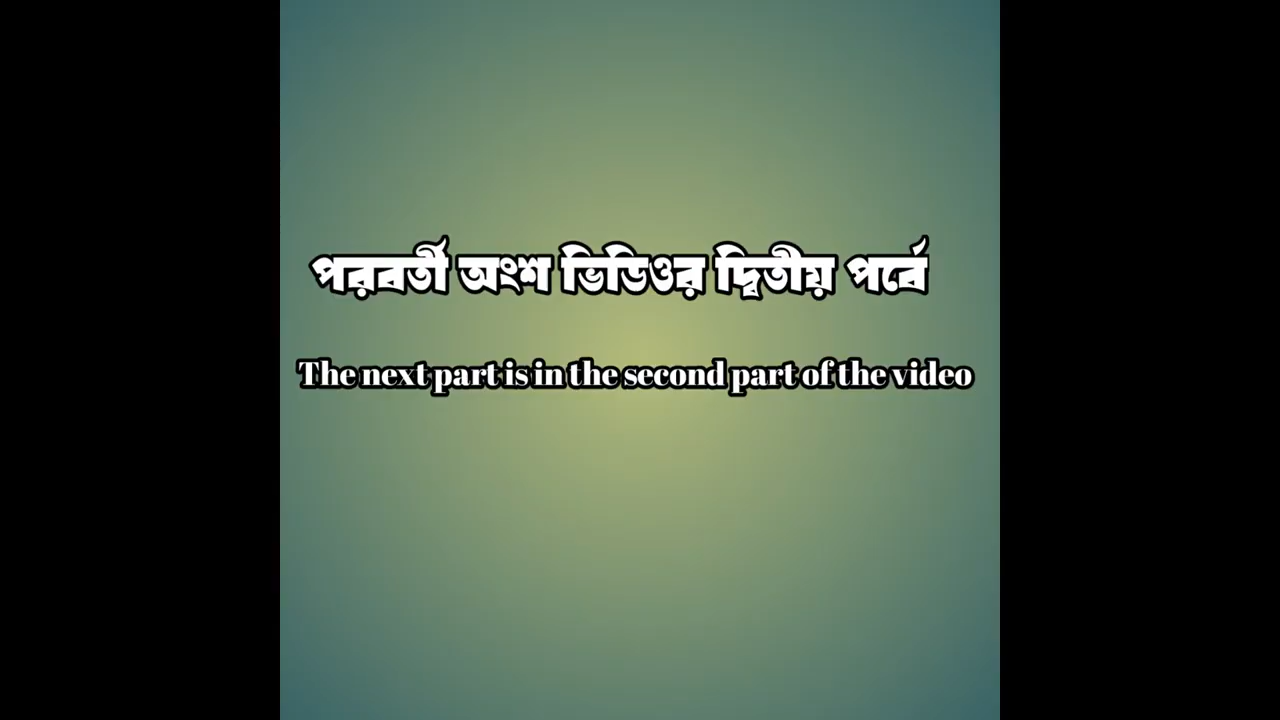 পরবর্তী অংশ ভিডিওর দ্বিতীয় পর্বে
The next part is in the second part of the video